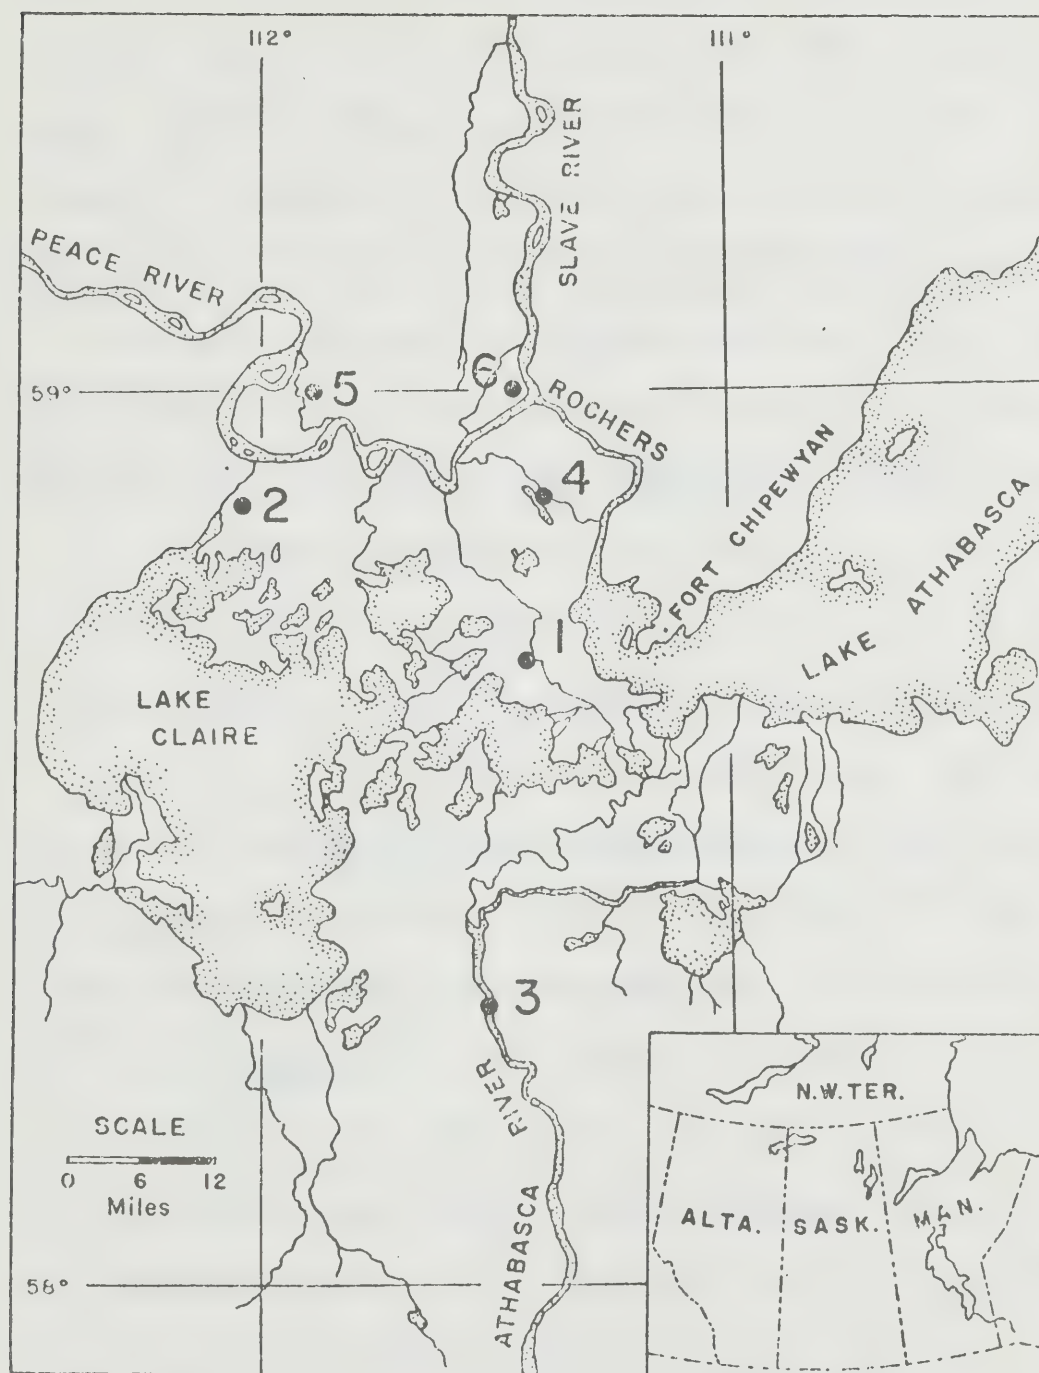 112°
111°
SLAVE RIVER
PEACE RIVER
59°
5
6
ROCHERS
2
4
FORT CHIPEWYAN
LAKE ATHABASCA
1
LAKE
CLAIRE
3
ATHABASCA RIVER
SCALE
0 6 12
Miles
58°
N.W.TER.
ALTA.
SASK.
MAN.